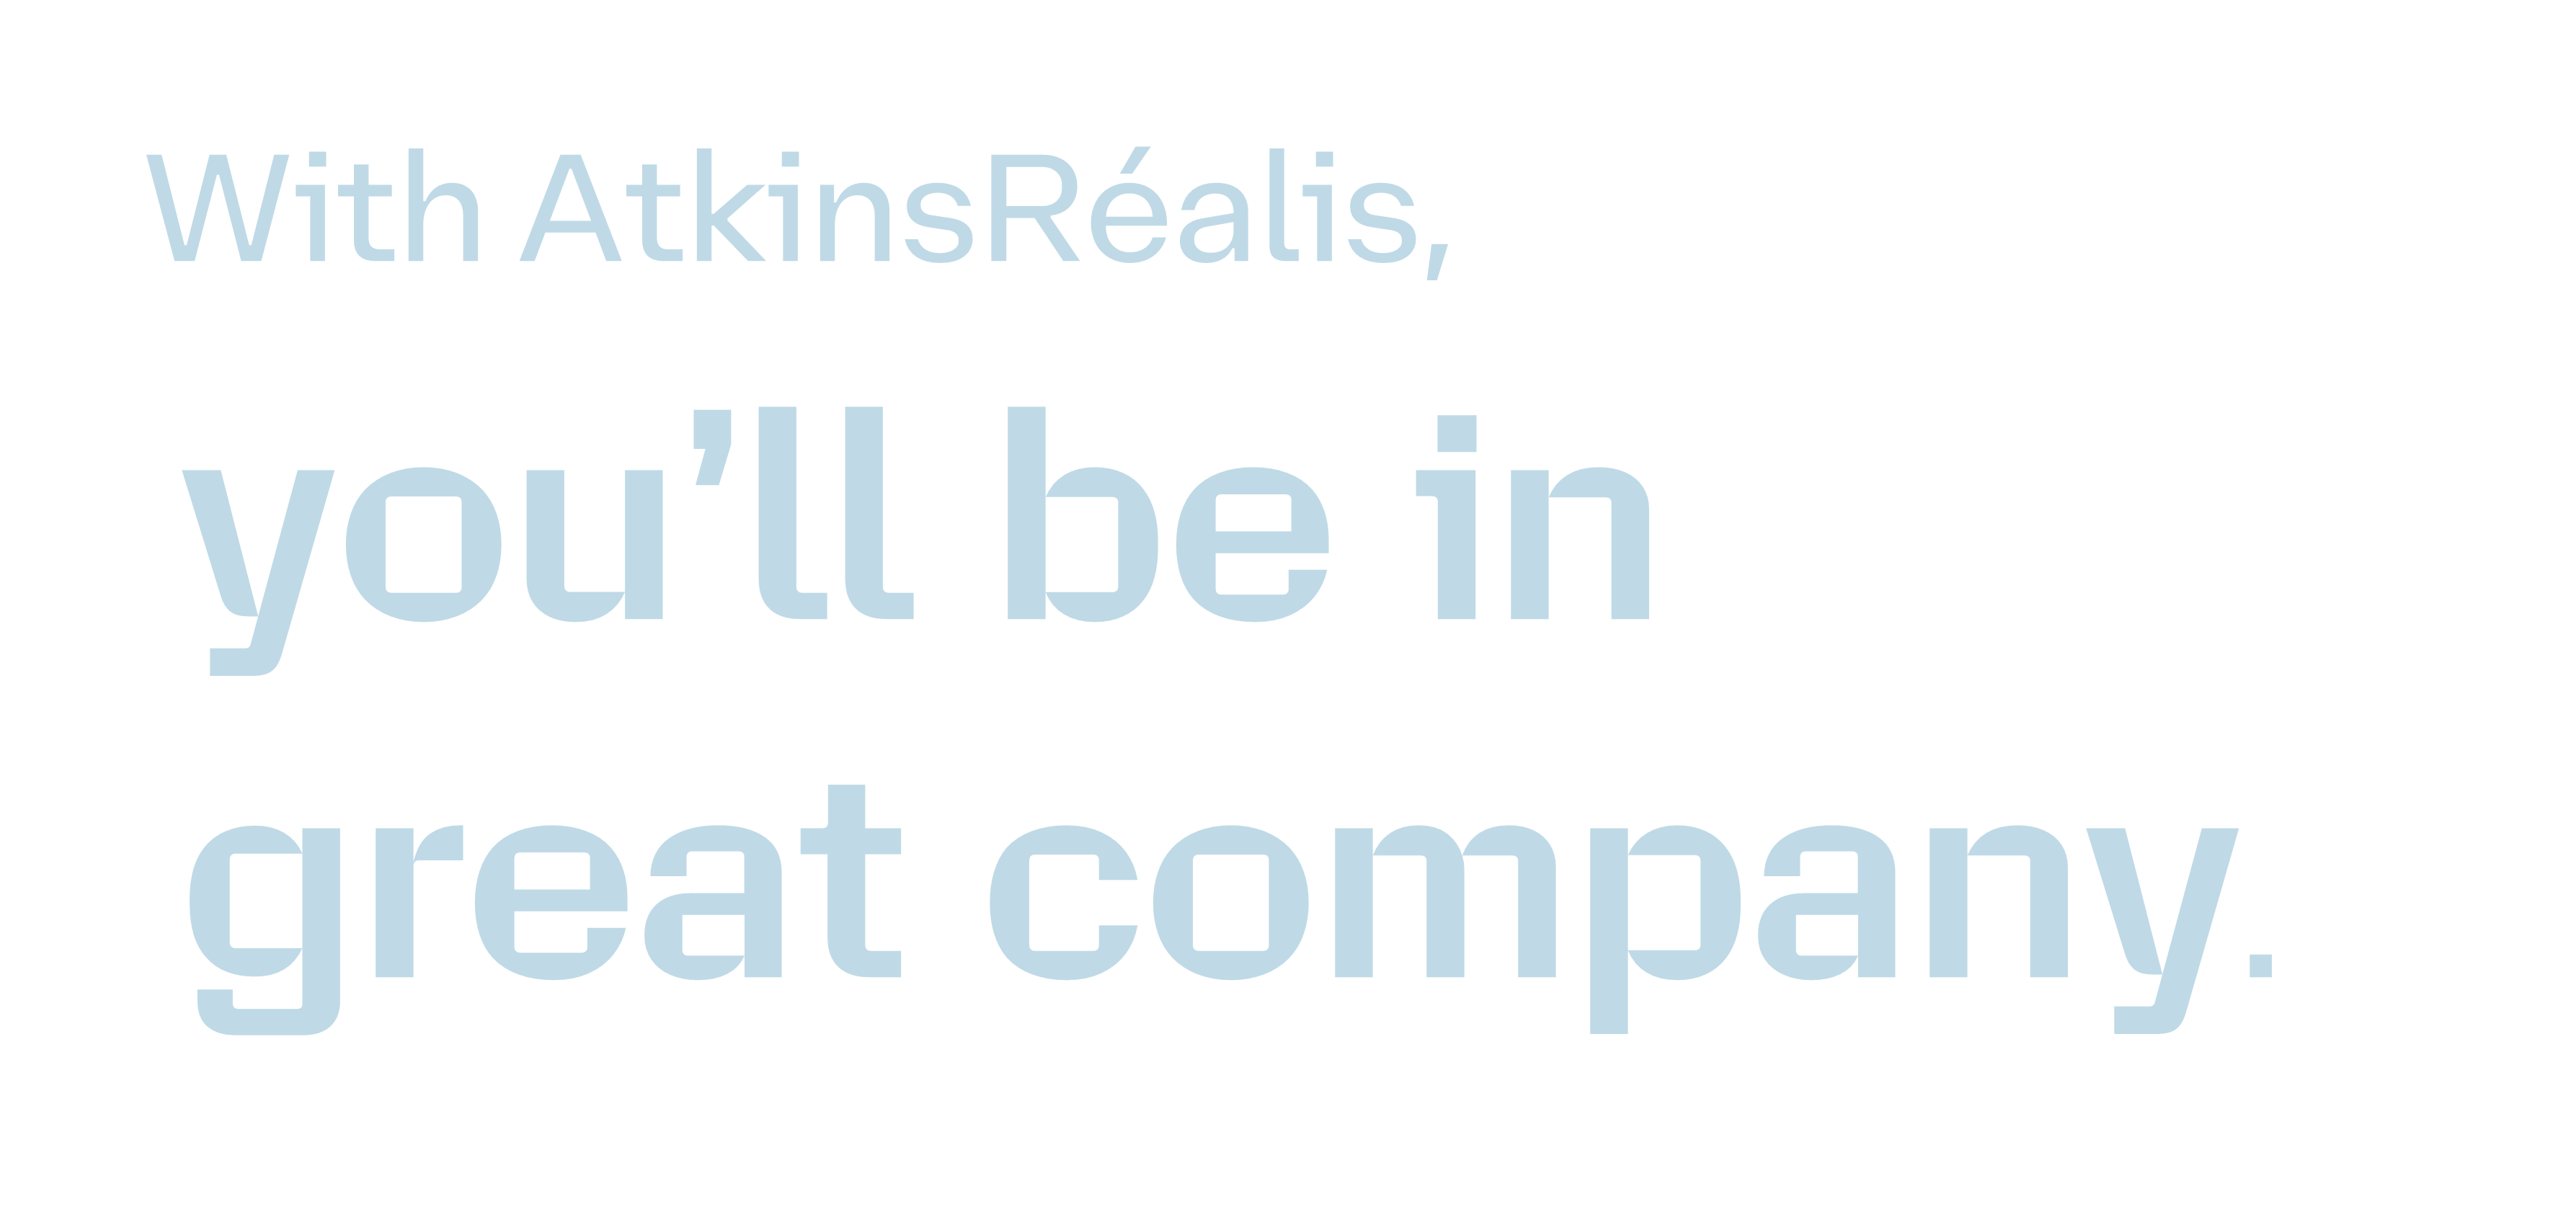 With AtkinsRéalis,
you’ll be in
great company.